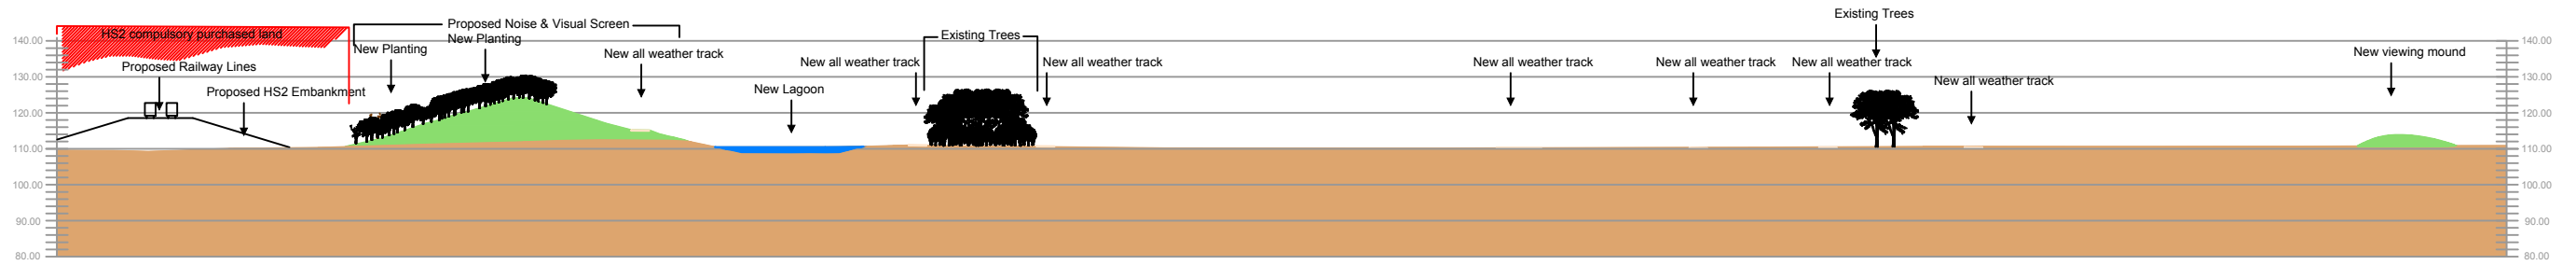 Existing Trees
Proposed Noise & Visual Screen
HS2 compulsory purchased land
Existing Trees
140.00
New Planting
140.00
New Planting
New all weather track
New viewing mound
New all weather track
New all weather track
New all weather track
New all weather track
New all weather track
Proposed Railway Lines
130.00
130.00
New all weather track
Proposed HS2 Embankment
New Lagoon
120.00
120.00
110.00
110.00
100.00
100.00
90.00
90.00
80.00
80.00